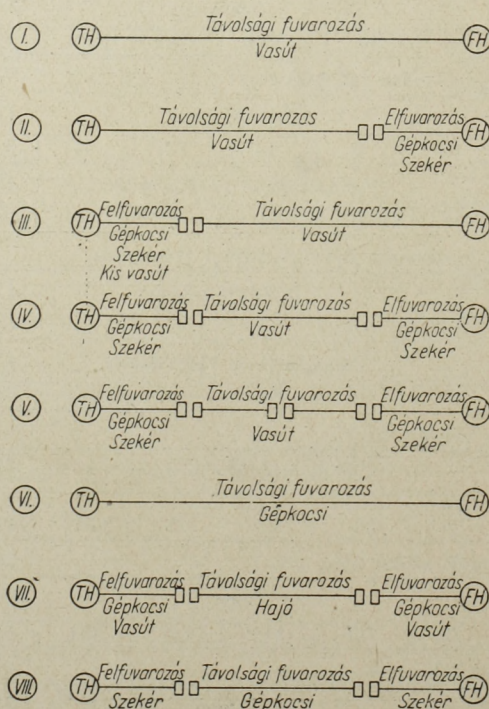 I. TH Távolsági fuvarozás FH
Vasút
II. TH Távolsági fuvarozas Elfuvarozás FH
Vasút Gépkocsi
Szekér
III. TH Felfuvarozás Távolsági fuvarozás FH
Gépkocsi Vasút
Szekér
Kis vasút
IV. TH Felfuvarozás Távolsági fuvarozás Elfuvarozás FH
Gépkocsi Vasút Gépkocsi
Szekér Szekér
V. TH Felfuvarozás Távolsági fuvarozás Elfuvarozás FH
Gépkocsi Vasút Gépkocsi
Szekér Szekér
VI. TH Távolsági fuvarozás FH
Gépkocsi
VII. TH Felfuvarozás Távolsági fuvarozás Elfuvarozás FH
Gépkocsi Hajó Gépkocsi
Vasút Vasút
VIII. TH Felfuvarozás Távolsági fuvarozás Elfuvarozás FH
Szekér Gépkocsi Szekér